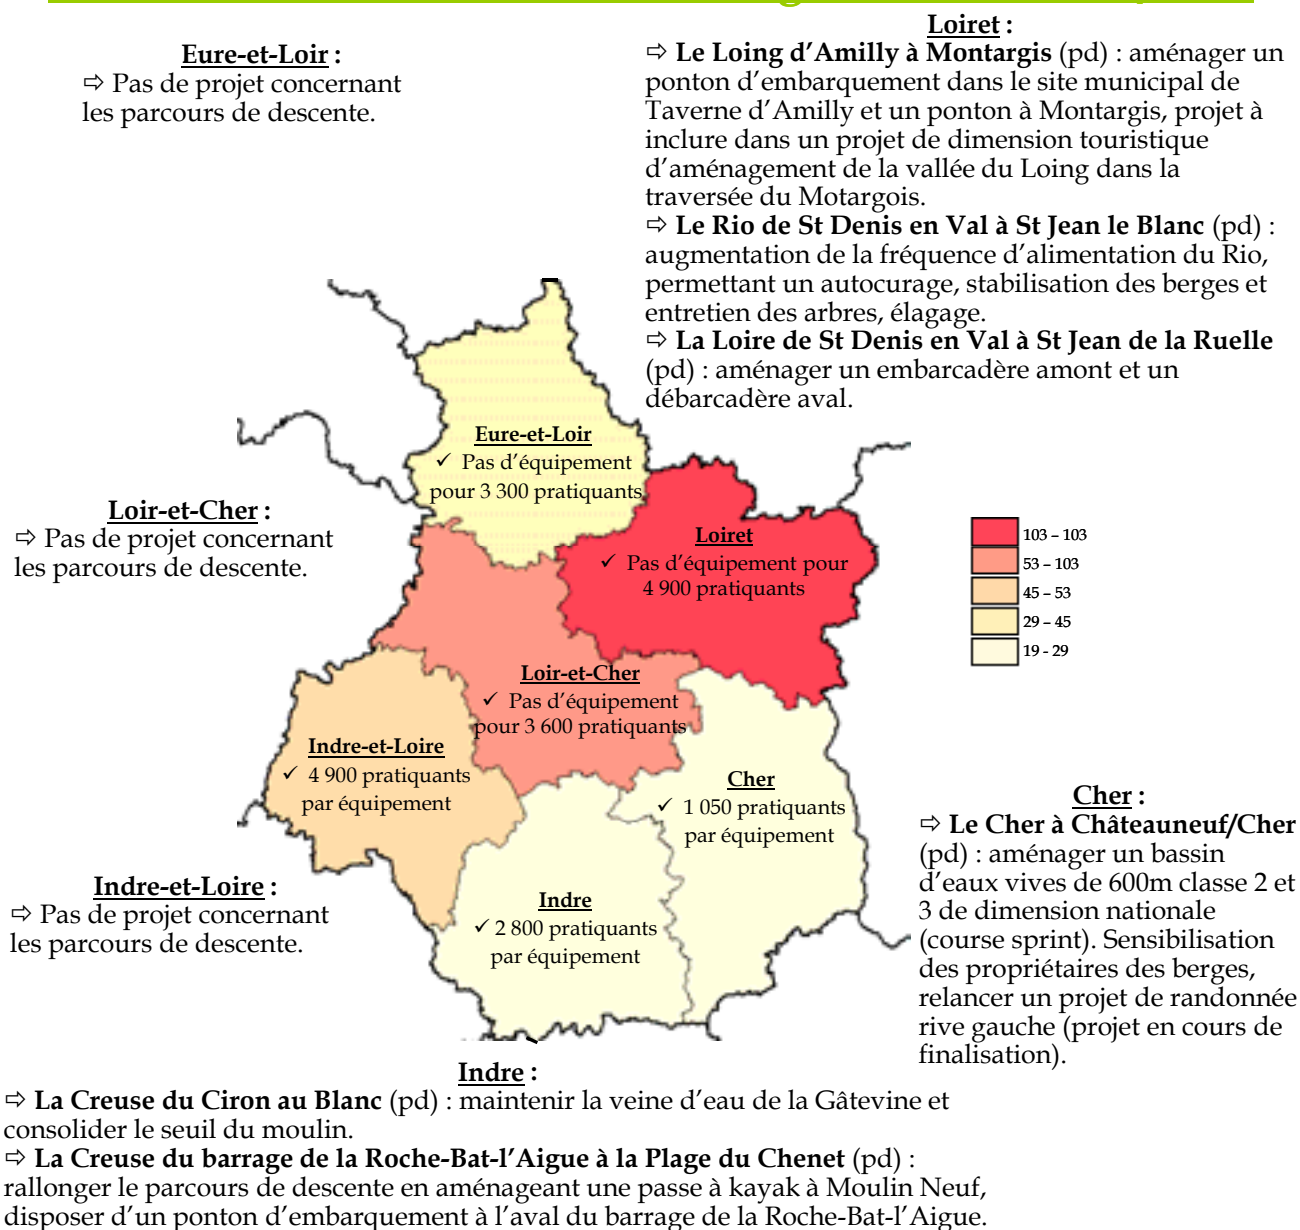 Eure-et-Loir :
⇨ Pas de projet concernant
les parcours de descente.
Loiret :
⇨ Le Loing d’Amilly à Montargis (pd) : aménager un
ponton d’embarquement dans le site municipal de
Taverne d’Amilly et un ponton à Montargis, projet à
inclure dans un projet de dimension touristique
d’aménagement de la vallée du Loing dans la
traversée du Motargois.
⇨ Le Rio de St Denis en Val à St Jean le Blanc (pd) :
augmentation de la fréquence d’alimentation du Rio,
permettant un autocurage, stabilisation des berges et
entretien des arbres, élagage.
⇨ La Loire de St Denis en Val à St Jean de la Ruelle
(pd) : aménager un embarcadère amont et un
débarcadère aval.
Eure-et-Loir
✓ Pas d’équipement
pour 3 300 pratiquants
Loir-et-Cher :
⇨ Pas de projet concernant
les parcours de descente.
Loiret
✓ Pas d’équipement pour
4 900 pratiquants
103 – 103
53 – 103
45 – 53
29 – 45
19 - 29
Loir-et-Cher
✓ Pas d’équipement
pour 3 600 pratiquants
Indre-et-Loire
✓ 4 900 pratiquants
par équipement
Cher
✓ 1 050 pratiquants
par équipement
Indre
✓ 2 800 pratiquants
par équipement
Indre-et-Loire :
⇨ Pas de projet concernant
les parcours de descente.
Cher :
⇨ Le Cher à Châteauneuf/Cher
(pd) : aménager un bassin
d’eaux vives de 600m classe 2 et
3 de dimension nationale
(course sprint). Sensibilisation
des propriétaires des berges,
relancer un projet de randonnée
rive gauche (projet en cours de
finalisation).
Indre :
⇨ La Creuse du Ciron au Blanc (pd) : maintenir la veine d’eau de la Gâtevine et
consolider le seuil du moulin.
⇨ La Creuse du barrage de la Roche-Bat-l’Aigue à la Plage du Chenet (pd) :
rallonger le parcours de descente en aménageant une passe à kayak à Moulin Neuf,
disposer d’un ponton d’embarquement à l’aval du barrage de la Roche-Bat-l’Aigue.